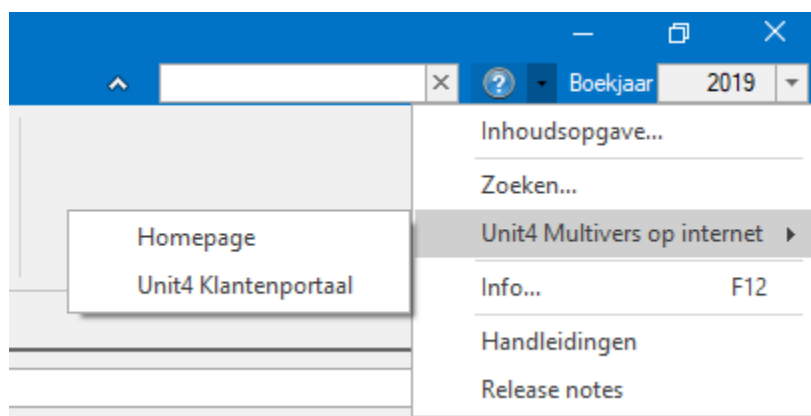 Boekjaar 2019
Inhoudsopgave...
Zoeken...
Unit4 Multivers op internet
Homepage
Unit4 Klantenportaal
Info... F12
Handleidingen
Release notes